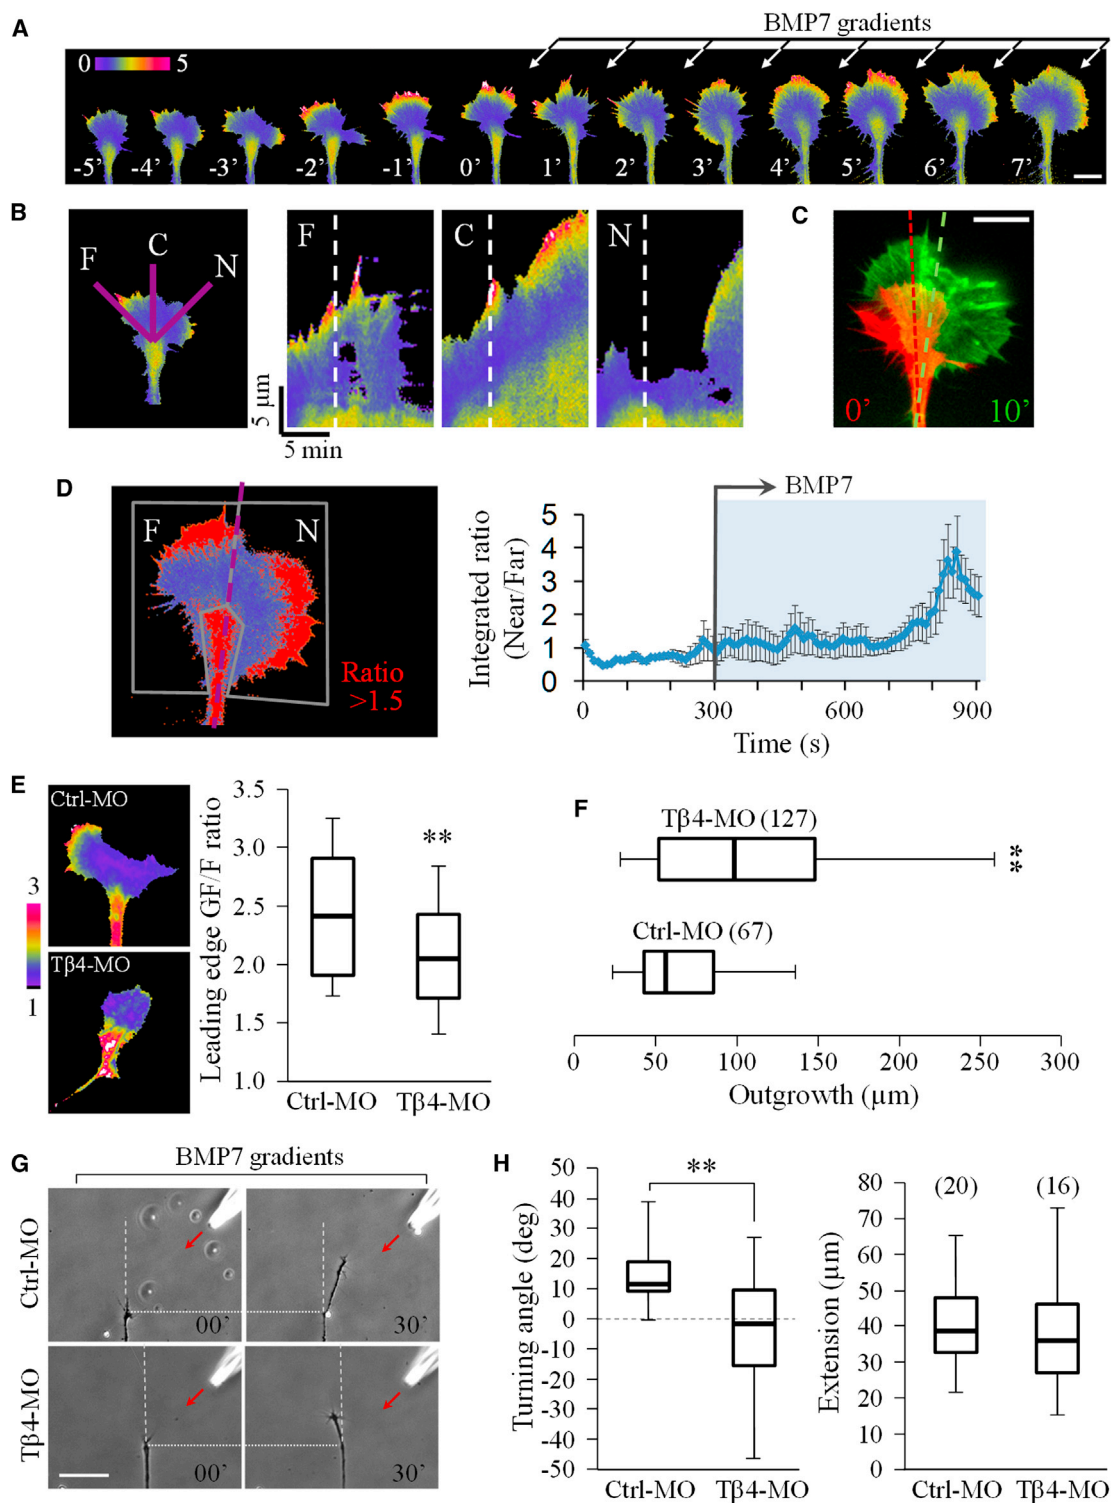 A
BMP7 gradients
0 5
-5’ -4’ -3’ -2’ -1’ 0’ 1’ 2’ 3’ 4’ 5’ 6’ 7’
B
F C N
F C N
5 µm
5 min
C
0’ 10’
D
F N
Ratio
>1.5
Integrated ratio
(Near/Far)
BMP7
5
4
3
2
1
0
0 300 600 900
Time (s)
E
Ctrl-MO
Tβ4-MO
3
1
Leading edge GF/F ratio
3.5
3.0
2.5
2.0
1.5
1.0
**
Ctrl-MO Tβ4-MO
F
Tβ4-MO (127)
**
Ctrl-MO (67)
0 50 100 150 200 250 300
Outgrowth (µm)
G
BMP7 gradients
Ctrl-MO
00’ 30’
Tβ4-MO
00’ 30’
H
Turning angle (deg)
50
40
30
20
10
0
-10
-20
-30
-40
-50
**
Ctrl-MO Tβ4-MO
Extension (µm)
80
70
60
50
40
30
20
10
0
(20) (16)
Ctrl-MO Tβ4-MO